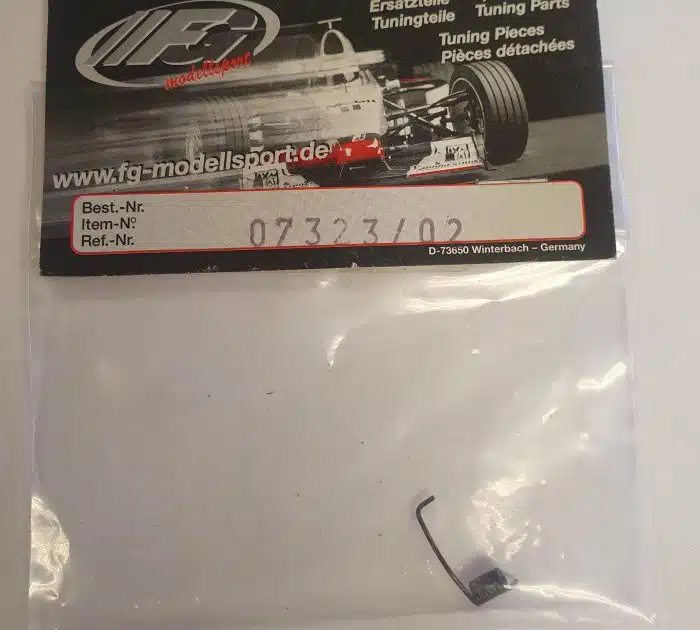 FG
modellsport
Ersatzteile
Tuningteile
Tuning Parts
Tuning Pieces
Pièces détachées
www.fg-modellsport.de
Best.-Nr.
Item-Nº
Ref.-Nr.
07323/02
D-73650 Winterbach – Germany